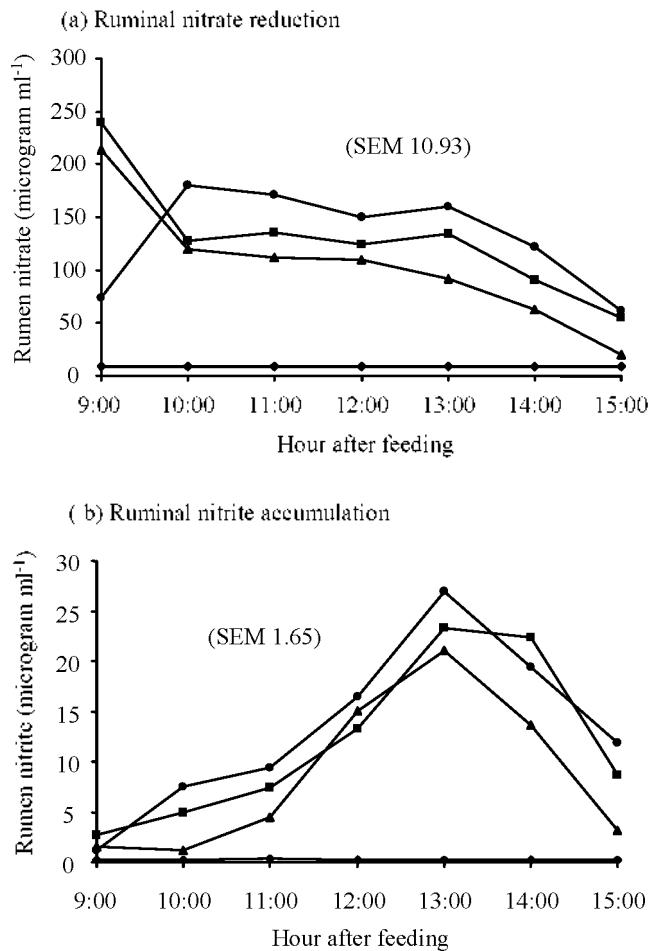 (a) Ruminal nitrate reduction
Rumen nitrate (microgram ml-1)
300
250
200
150
100
50
0
(SEM 10.93)
9:00 10:00 11:00 12:00 13:00 14:00 15:00
Hour after feeding
( b) Ruminal nitrite accumulation
Rumen nitrite (microgram ml-1)
30
25
20
15
10
5
0
(SEM 1.65)
9:00 10:00 11:00 12:00 13:00 14:00 15:00
Hour after feeding